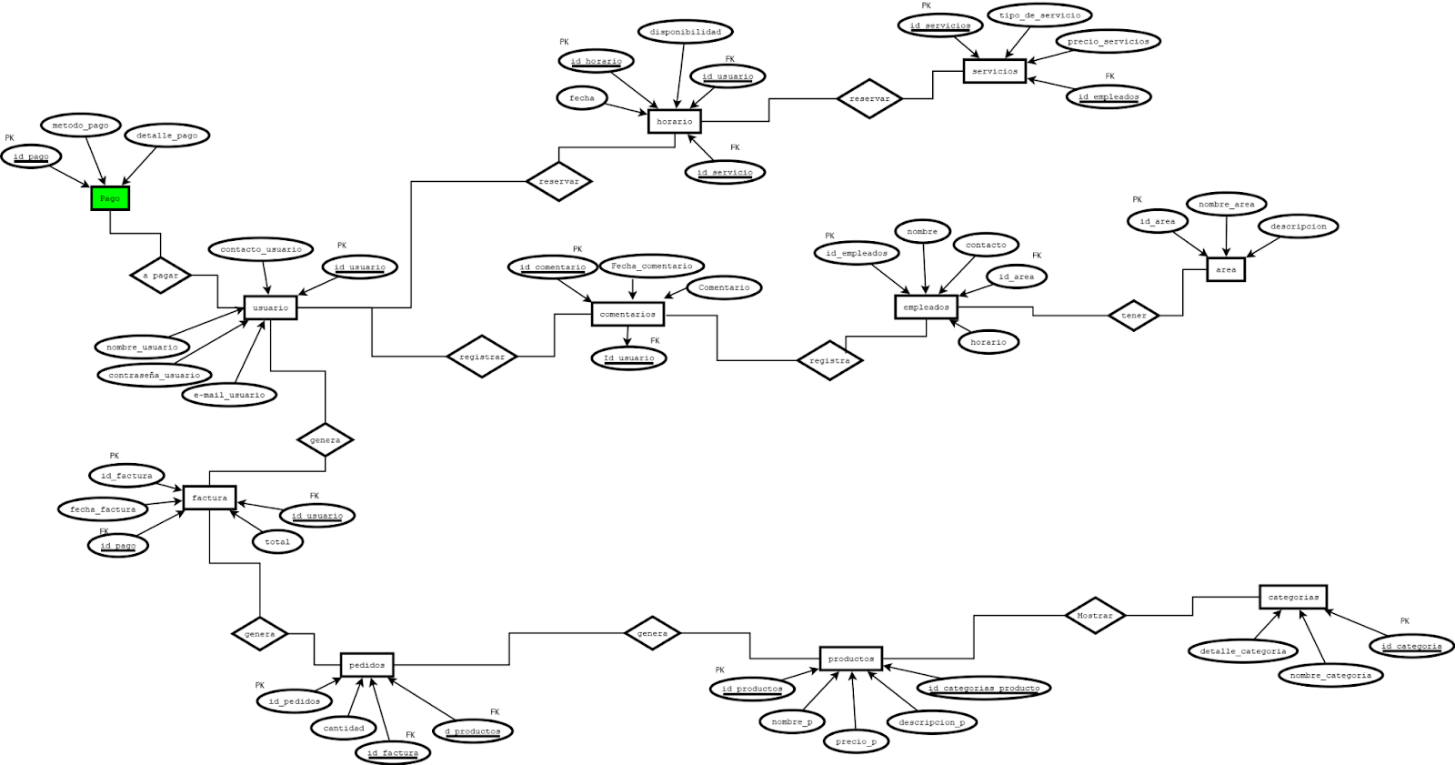 PK
id_servicios
tipo_de_servicio
precio_servicios
servicios
FK
id_empleados
disponibilidad
PK
id_horario
FK
id_usuario
fecha
horario
reservar
FK
id_servicio
reservar
metodo_pago
detalle_pago
PK
id_pago
Pago
a pagar
contacto_usuario
PK
id_usuario
usuario
nombre_usuario
contraseña_usuario
e-mail_usuario
registrar
PK
id_comentario
Fecha_comentario
Comentario
comentarios
FK
Id_usuario
registra
PK
id_empleados
nombre
contacto
FK
id_area
empleados
horario
tener
PK
id_area
nombre_area
descripcion
area
genera
PK
id_factura
factura
fecha_factura
FK
id_usuario
FK
id_pago
total
genera
pedidos
PK
id_pedidos
cantidad
FK
id_factura
FK
d_productos
genera
productos
PK
id_productos
nombre_p
precio_p
descripcion_p
id_categorias_producto
Mostrar
categorias
detalle_categoria
nombre_categoria
PK
id_categoria